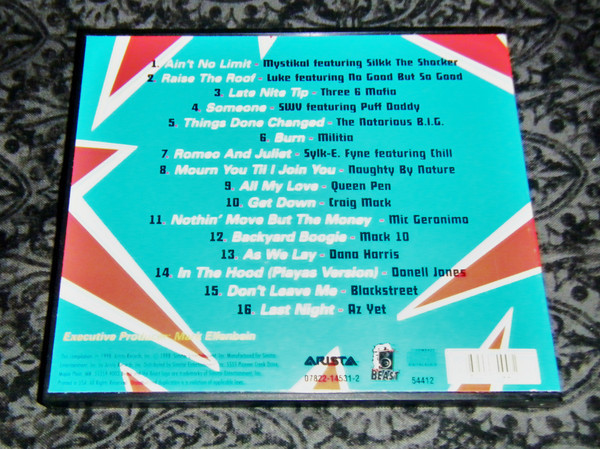 1. Ain't No Limit - Mystikal featuring Silkk The Shocker
2. Raise The Roof - Luke featuring No Good But So Good
3. Late Nite Tip - Three 6 Mafia
4. Someone - SWV featuring Puff Daddy
5. Things Done Changed - The Notorious B.I.G.
6. Burn - Militia
7. Romeo And Juliet - Sylk-E. Fyne featuring Chill
8. Mourn You Til I Join You - Naughty By Nature
9. All My Love - Queen Pen
10. Get Down - Craig Mack
11. Nothin' Move But The Money - Mic Geronimo
12. Backyard Boogie - Mack 10
13. As We Lay - Dana Harris
14. In The Hood (Playas Version) - Donell Jones
15. Don't Leave Me - Blackstreet
16. Last Night - Az Yet
Executive Producer: Mark Elfenbein
ARISTA
BEAST
07822-14531-2
54412